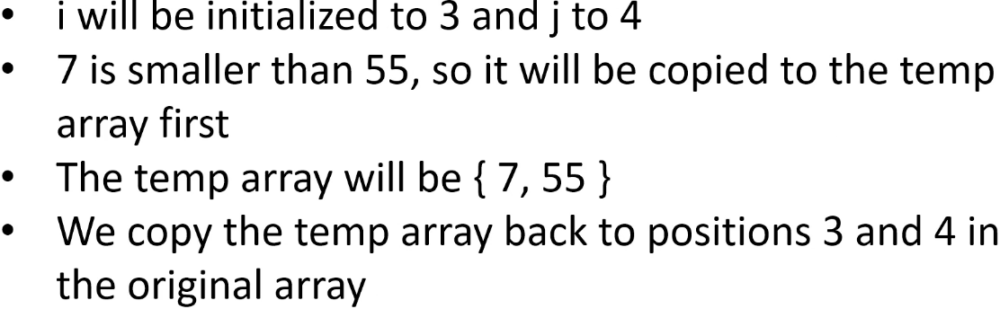 • i will be initialized to 3 and j to 4
• 7 is smaller than 55, so it will be copied to the temp
array first
• The temp array will be { 7, 55 }
• We copy the temp array back to positions 3 and 4 in
the original array